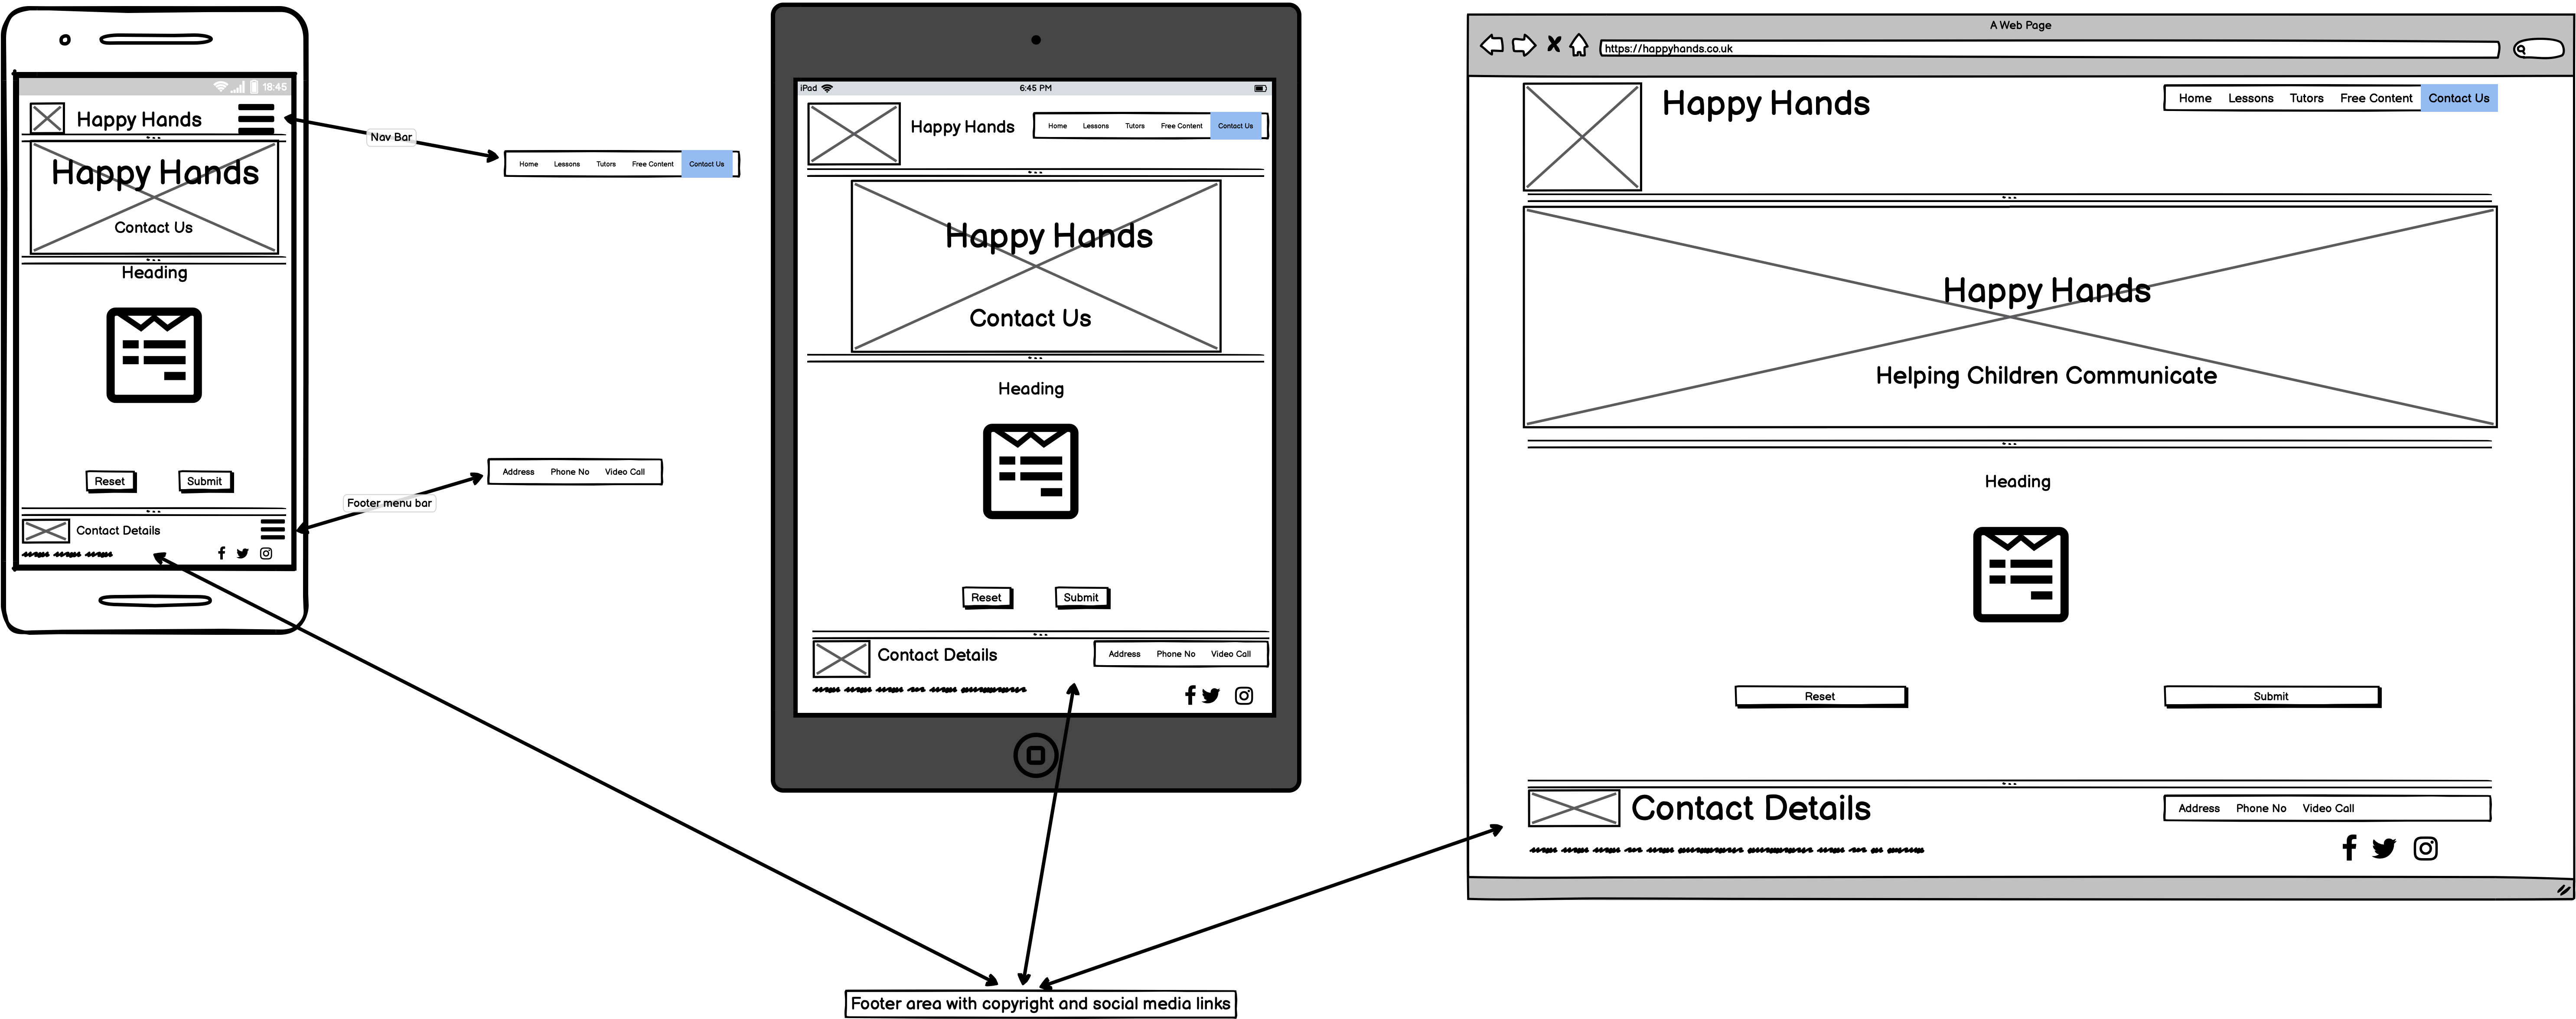 18:45
Happy Hands
Happy Hands
Contact Us
Heading
Reset Submit
Contact Details
Nav Bar
Home Lessons Tutors Free Content Contact Us
Address Phone No Video Call
Footer menu bar
iPad 6:45 PM
Happy Hands
Home Lessons Tutors Free Content Contact Us
Happy Hands
Contact Us
Heading
Reset Submit
Contact Details
Address Phone No Video Call
A Web Page
https://happyhands.co.uk
Happy Hands
Home Lessons Tutors Free Content Contact Us
Happy Hands
Helping Children Communicate
Heading
Reset Submit
Contact Details
Address Phone No Video Call
Footer area with copyright and social media links